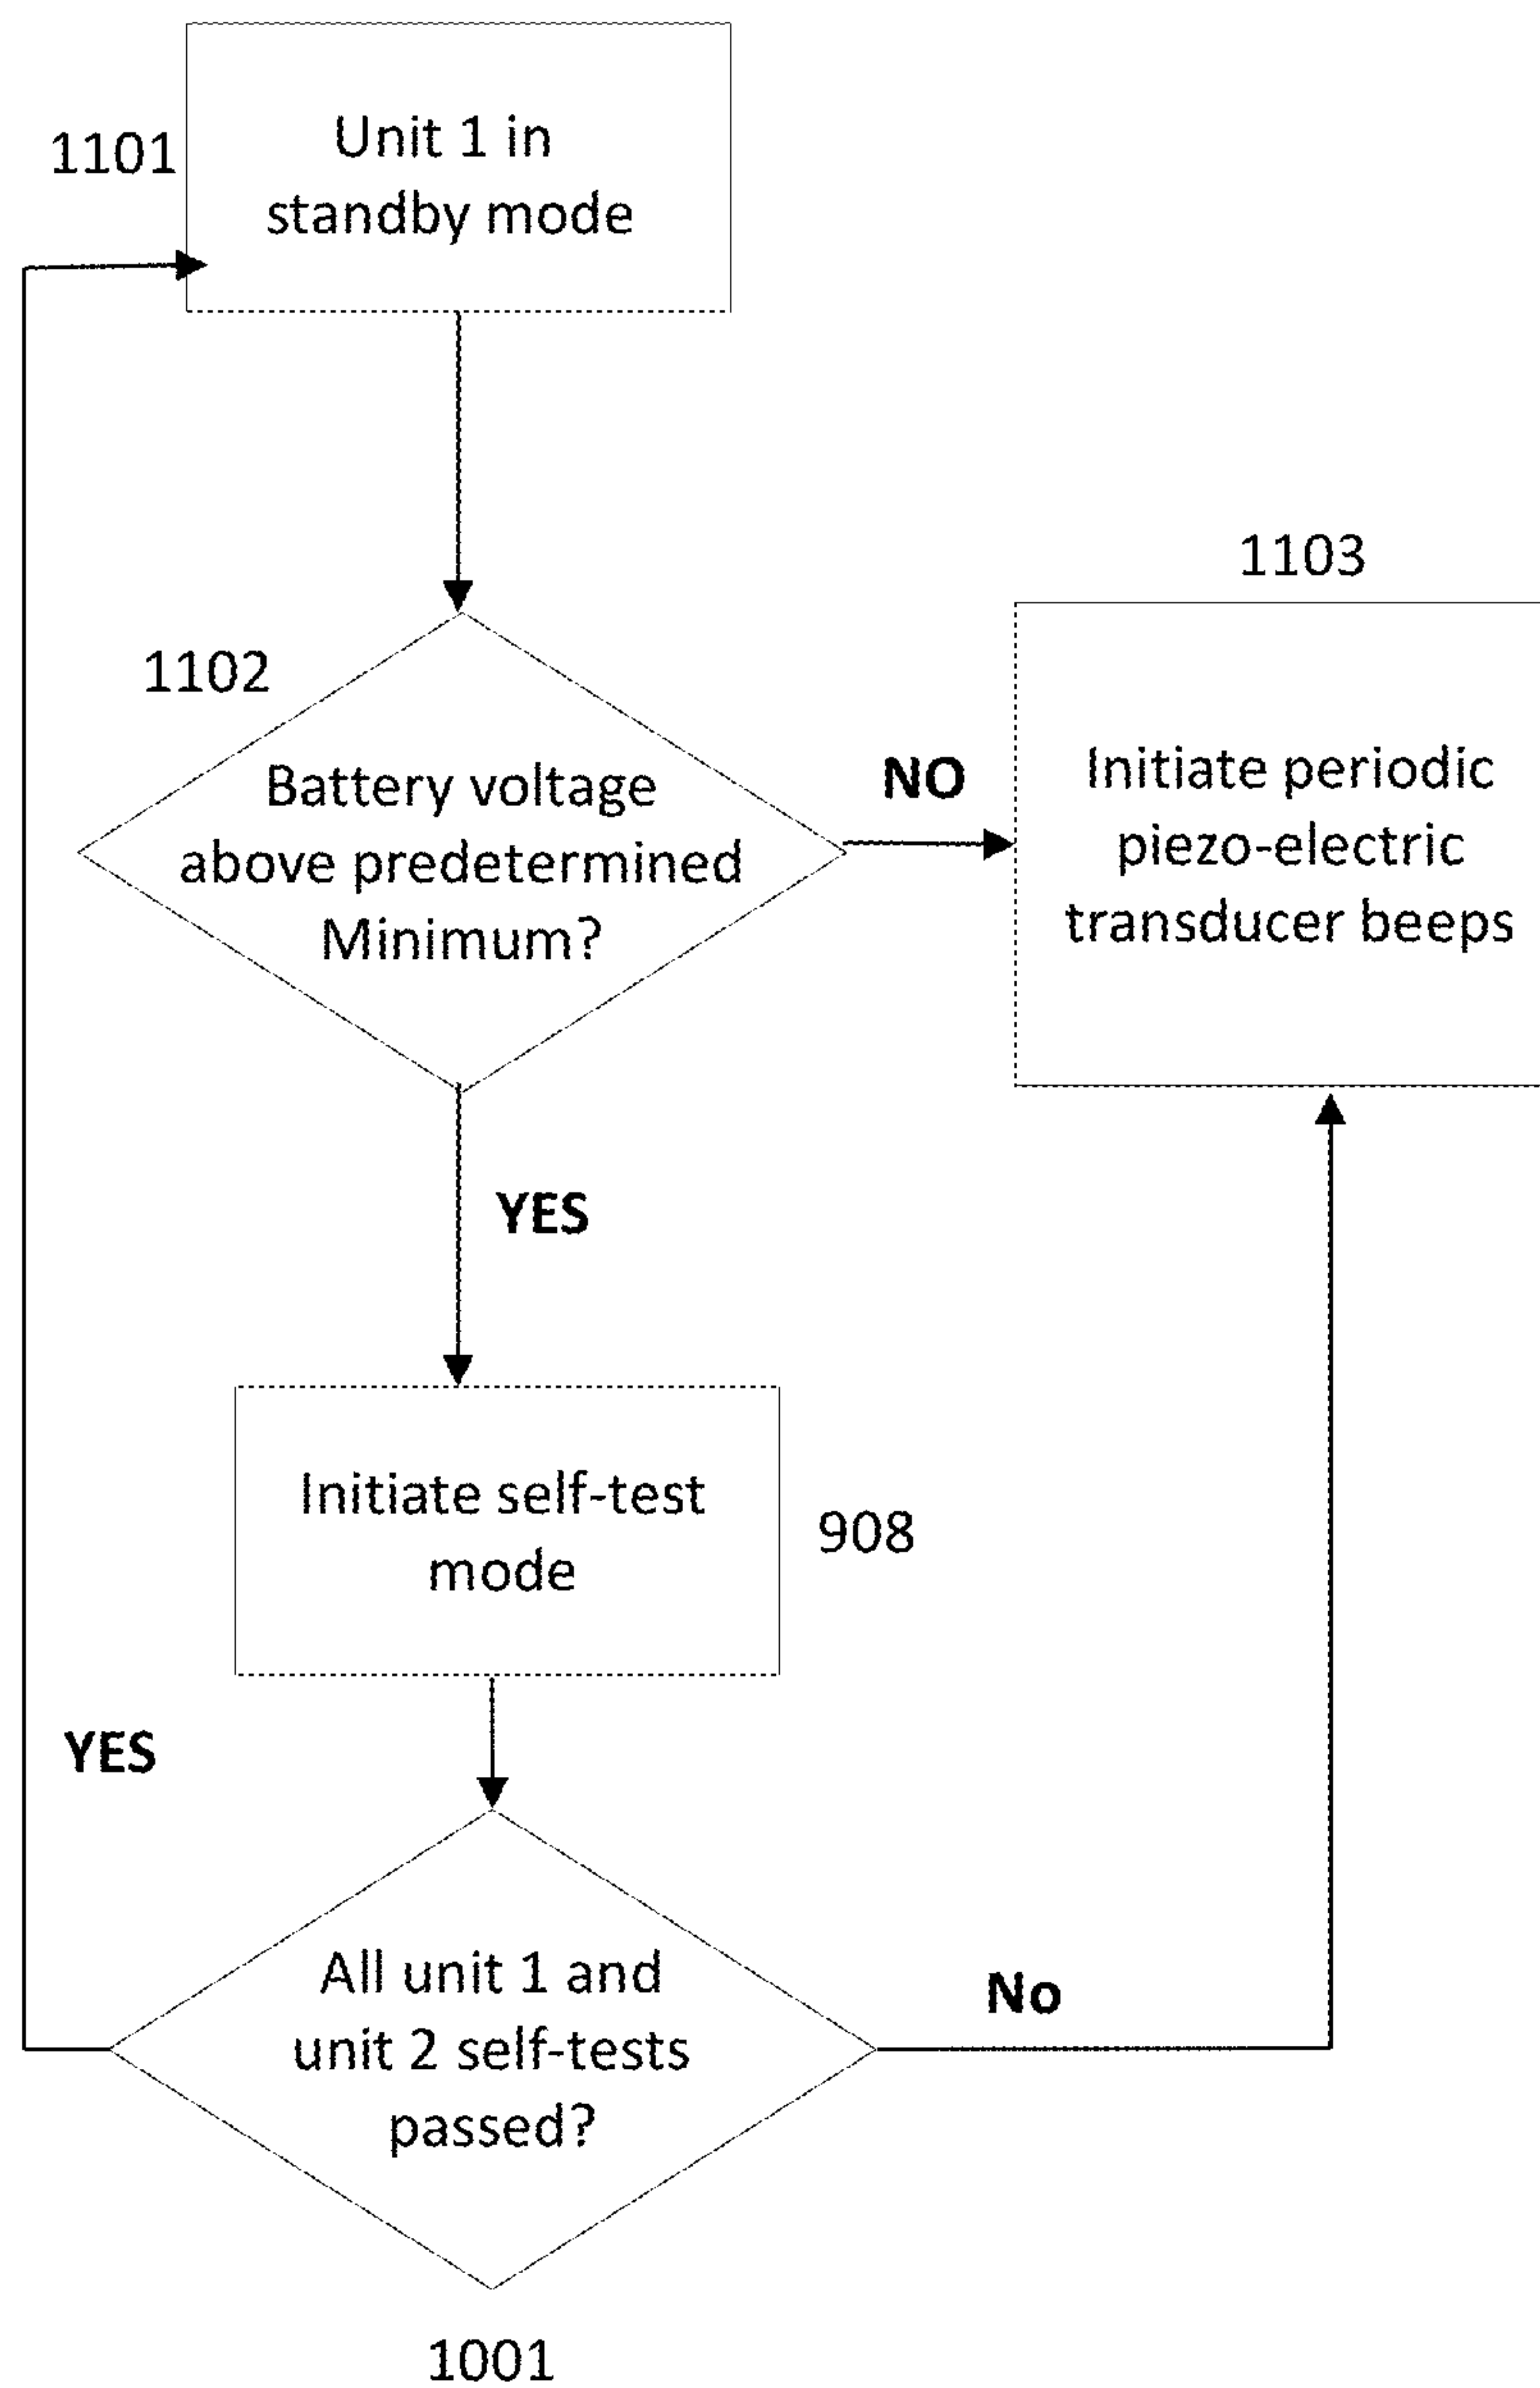 1101
Unit 1 in
standby mode
1102
Battery voltage
above predetermined
Minimum?
NO
1103
Initiate periodic
piezo-electric
transducer beeps
YES
Initiate self-test
mode
908
YES
All unit 1 and
unit 2 self-tests
passed?
No
1001